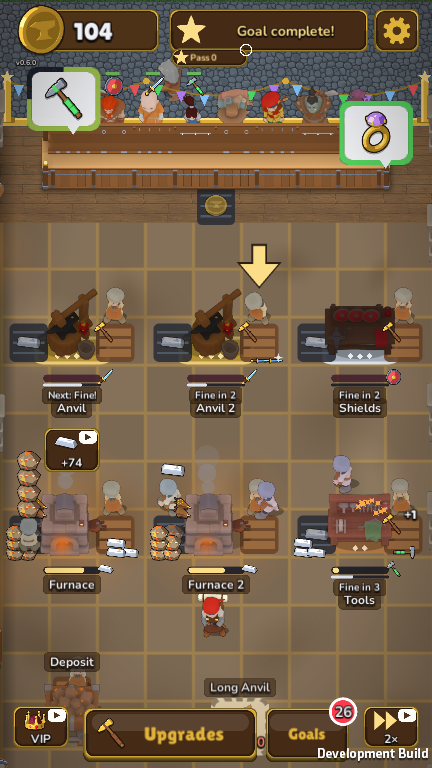 104
Goal complete!
Pass 0
v0.6.0
Next: Fine!
Anvil
Fine in 2
Anvil 2
Fine in 2
Shields
+74
+1
Furnace
Furnace 2
Fine in 3
Tools
Deposit
Long Anvil
26
VIP
Upgrades
Goals
2×
0
Development Build